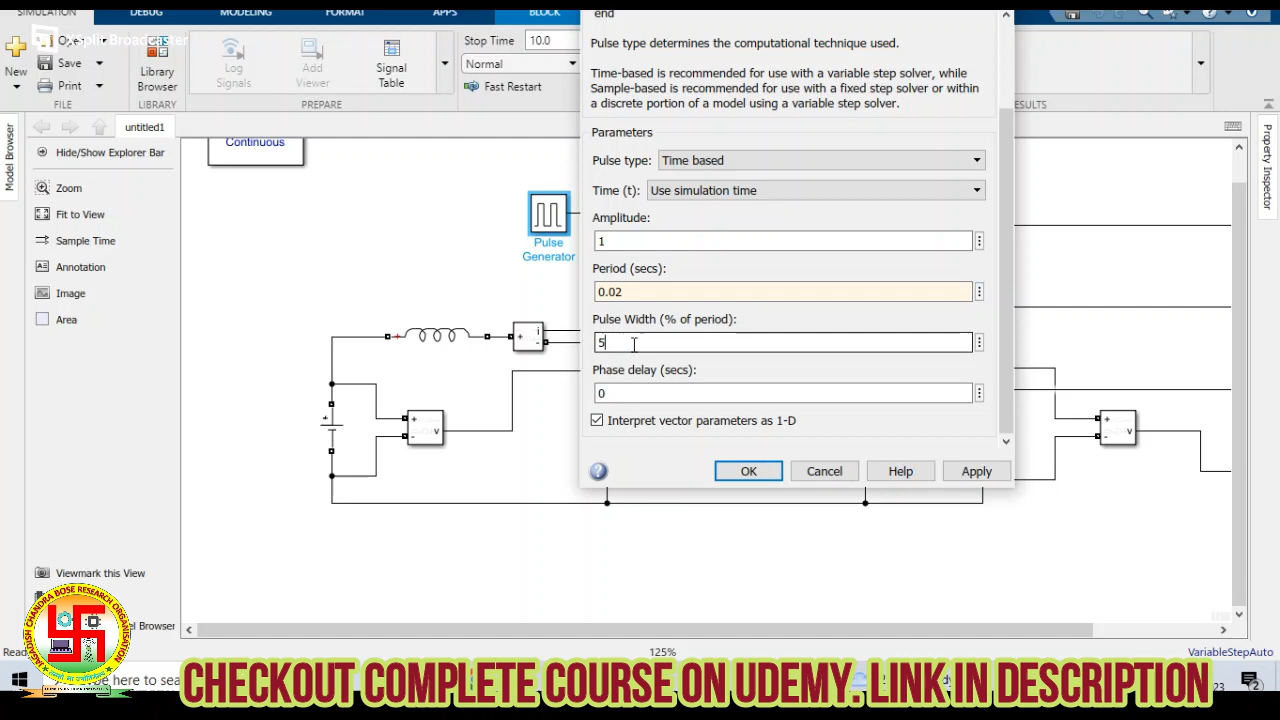 SIMULATION DEBUG MODELING FORMAT APPS BLOCK
XSplit Broadcaster
New
Save
Print
FILE
Library
Browser
LIBRARY
Log
Signals
Add
Viewer
Signal
Table
PREPARE
Stop Time 10.0
Normal
Fast Restart
end
Pulse type determines the computational technique used.
Time-based is recommended for use with a variable step solver, while
Sample-based is recommended for use with a fixed step solver or within
a discrete portion of a model using a variable step solver.
Parameters
Pulse type: Time based
Time (t): Use simulation time
Amplitude:
1
Period (secs):
0.02
Pulse Width (% of period):
5
Phase delay (secs):
0
Interpret vector parameters as 1-D
OK Cancel Help Apply
untitled1
Model Browser
Hide/Show Explorer Bar
Zoom
Fit to View
Sample Time
Annotation
Image
Area
Viewmark this View
Continuous
Pulse
Generator
+ i -
+ - v
+ - v
Property Inspector
JAGADISH CHANDRA BOSE RESEARCH ORGANISATION
125%
VariableStepAuto
CHECKOUT COMPLETE COURSE ON UDEMY. LINK IN DESCRIPTION